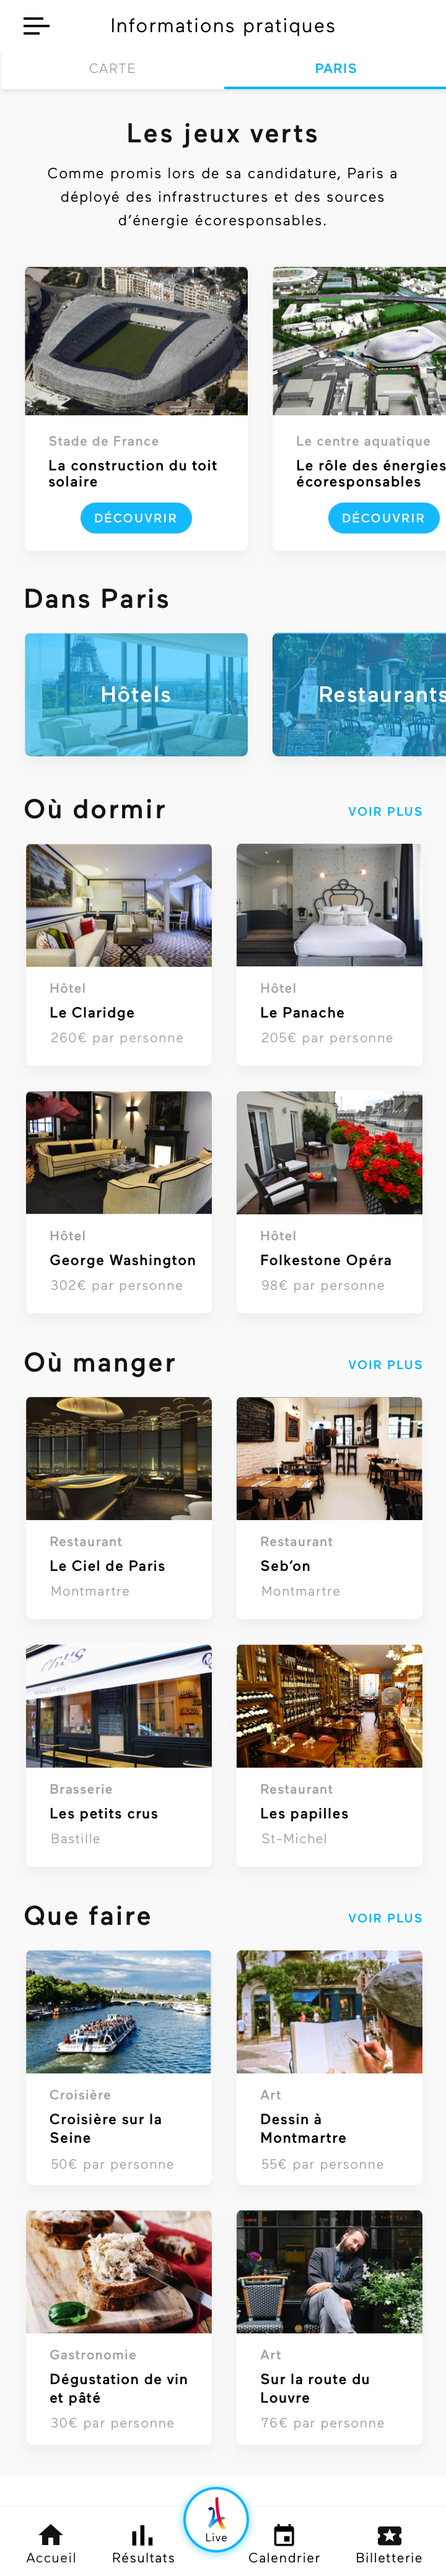 Informations pratiques
CARTE
PARIS
Les jeux verts
Comme promis lors de sa candidature, Paris a
déployé des infrastructures et des sources
d’énergie écoresponsables.
Stade de France
La construction du toit
solaire
DÉCOUVRIR
Le centre aquatique
Le rôle des énergies
écoresponsables
DÉCOUVRIR
Dans Paris
Hôtels
Restaurants
Où dormir
VOIR PLUS
Hôtel
Le Claridge
260€ par personne
Hôtel
Le Panache
205€ par personne
Hôtel
George Washington
302€ par personne
Hôtel
Folkestone Opéra
98€ par personne
Où manger
VOIR PLUS
Restaurant
Le Ciel de Paris
Montmartre
Restaurant
Seb’on
Montmartre
Brasserie
Les petits crus
Bastille
Restaurant
Les papilles
St-Michel
Que faire
VOIR PLUS
Croisière
Croisière sur la
Seine
50€ par personne
Art
Dessin à
Montmartre
55€ par personne
Gastronomie
Dégustation de vin
et pâté
30€ par personne
Art
Sur la route du
Louvre
76€ par personne
Accueil
Résultats
Live
Calendrier
Billetterie